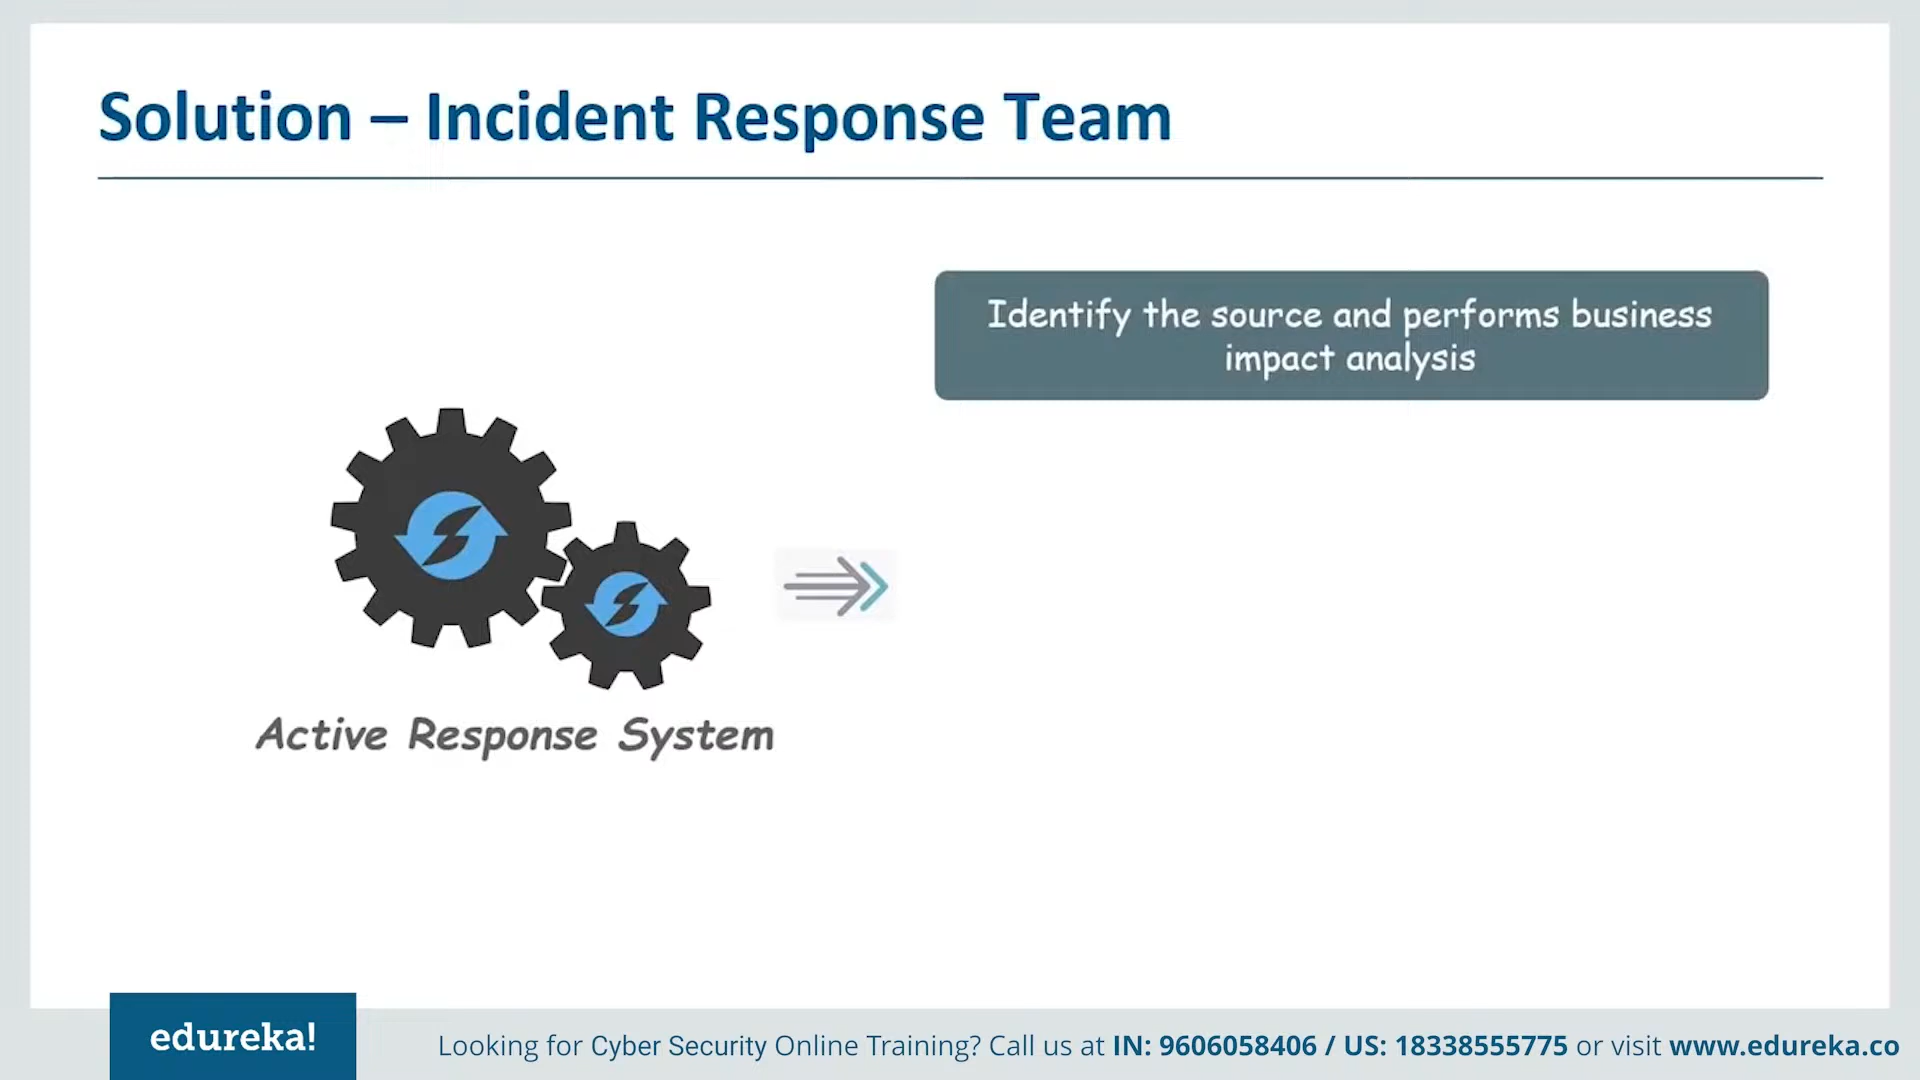 Solution – Incident Response Team
Identify the source and performs business
impact analysis
Active Response System
edureka!
Looking for Cyber Security Online Training? Call us at IN: 9606058406 / US: 18338555775 or visit www.edureka.co